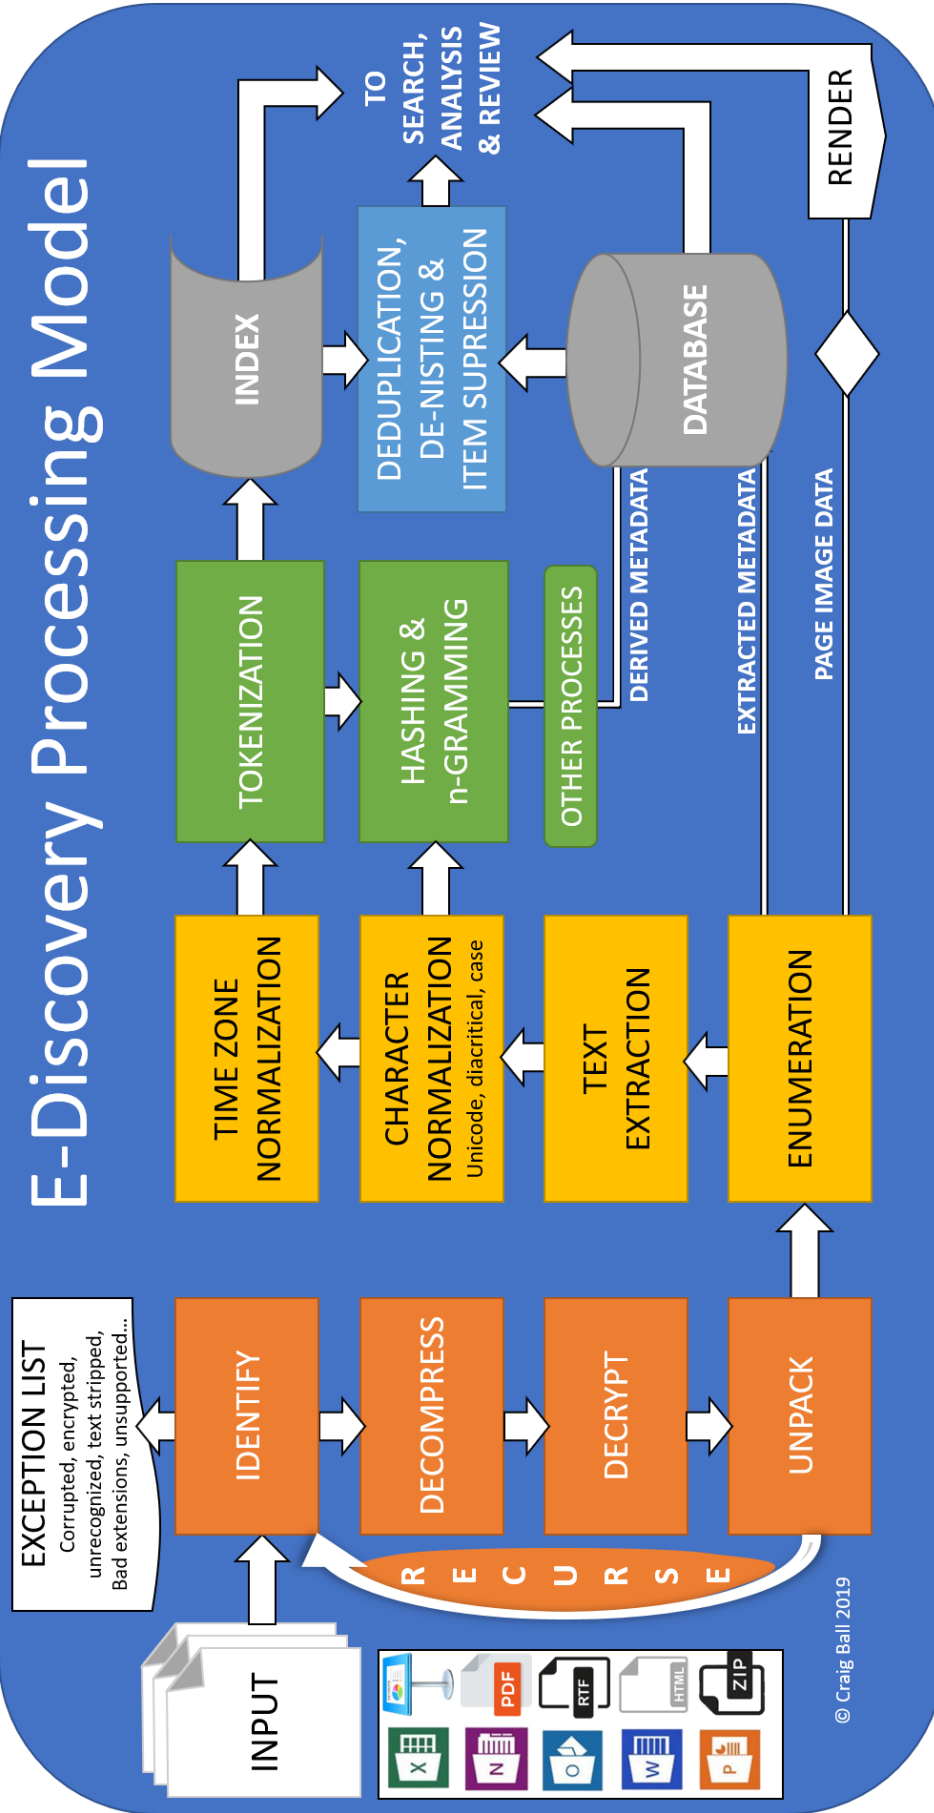 E-Discovery Processing Model
INPUT
X
N
O
W
P
PDF
RTF
HTML
ZIP
EXCEPTION LIST
Corrupted, encrypted,
unrecognized, text stripped,
Bad extensions, unsupported...
IDENTIFY
DECOMPRESS
DECRYPT
UNPACK
RECURSE
TIME ZONE
NORMALIZATION
CHARACTER
NORMALIZATION
Unicode, diacritical, case
TEXT
EXTRACTION
ENUMERATION
TOKENIZATION
HASHING &
n-GRAMMING
OTHER PROCESSES
DERIVED METADATA
EXTRACTED METADATA
PAGE IMAGE DATA
INDEX
DEDUPLICATION,
DE-NISTING &
ITEM SUPRESSION
DATABASE
TO
SEARCH,
ANALYSIS
& REVIEW
RENDER
© Craig Ball 2019